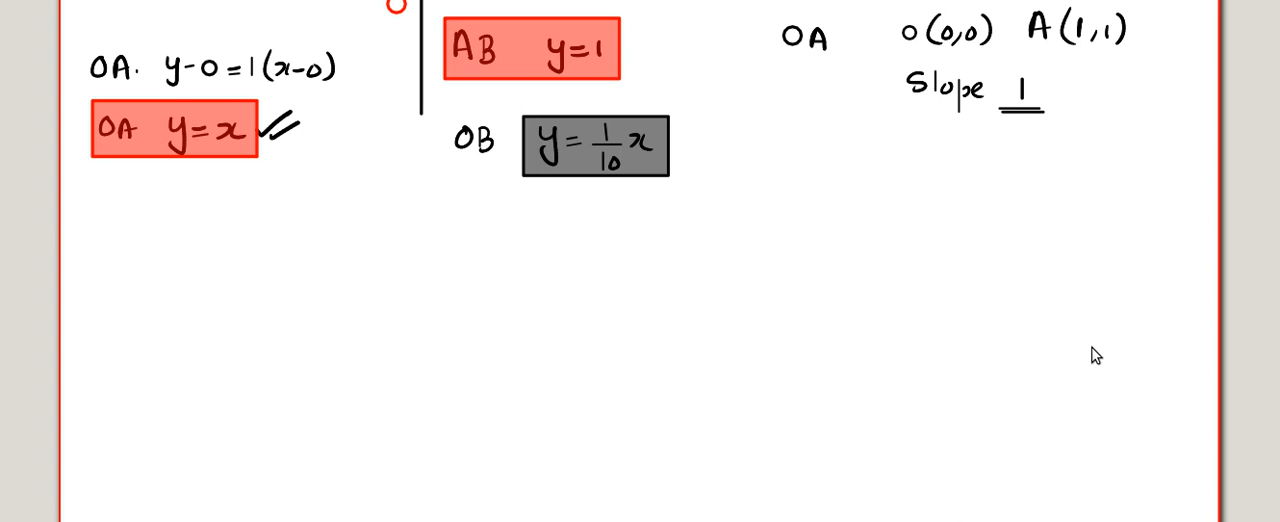 OA. y-0=1(x-0)
OA y=x
AB y=1
OB y=1/10 x
OA O(0,0) A(1,1)
Slope 1